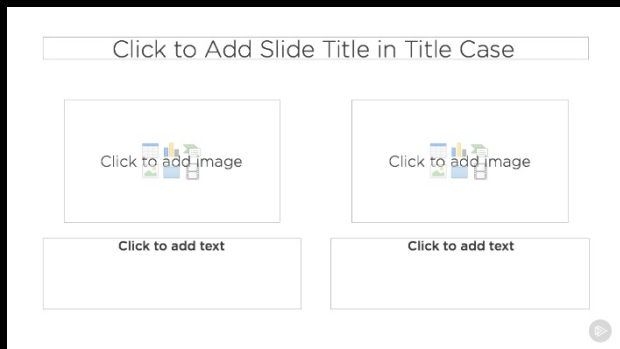 Click to Add Slide Title in Title Case
Click to add image
Click to add image
Click to add text
Click to add text